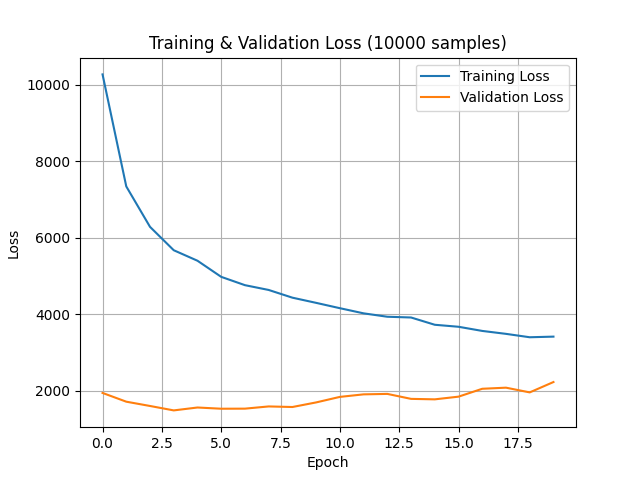 Training & Validation Loss (10000 samples)
Training Loss
Validation Loss
Loss
10000
8000
6000
4000
2000
0.0 2.5 5.0 7.5 10.0 12.5 15.0 17.5
Epoch